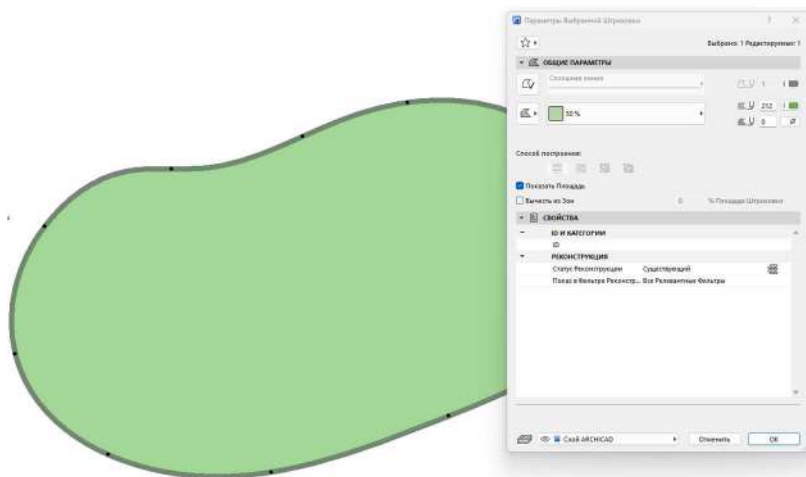 Параметры Выбранной Штриховки ? ×
Выбрано: 1 Редактируемых: 1
ОБЩИЕ ПАРАМЕТРЫ
Сплошная линия 1
50 % 212
0
Способ построения:
Показать Площадь
Вычесть из Зон 0 % Площади Штриховки
СВОЙСТВА
ID И КАТЕГОРИИ
ID
РЕКОНСТРУКЦИЯ
Статус Реконструкции Существующий
Показ в Фильтре Реконстр... Все Релевантные Фильтры
Слой ARCHICAD Отменить OK